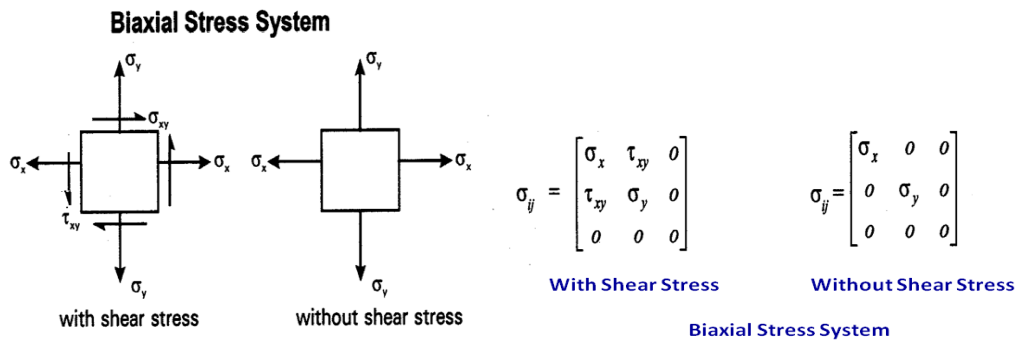 Biaxial Stress System
σy
σy
σxy
σx
σx
σx
σx
τxy
σy
σy
with shear stress
without shear stress
σij = [σx τxy 0
τxy σy 0
0 0 0]
With Shear Stress
σij = [σx 0 0
0 σy 0
0 0 0]
Without Shear Stress
Biaxial Stress System